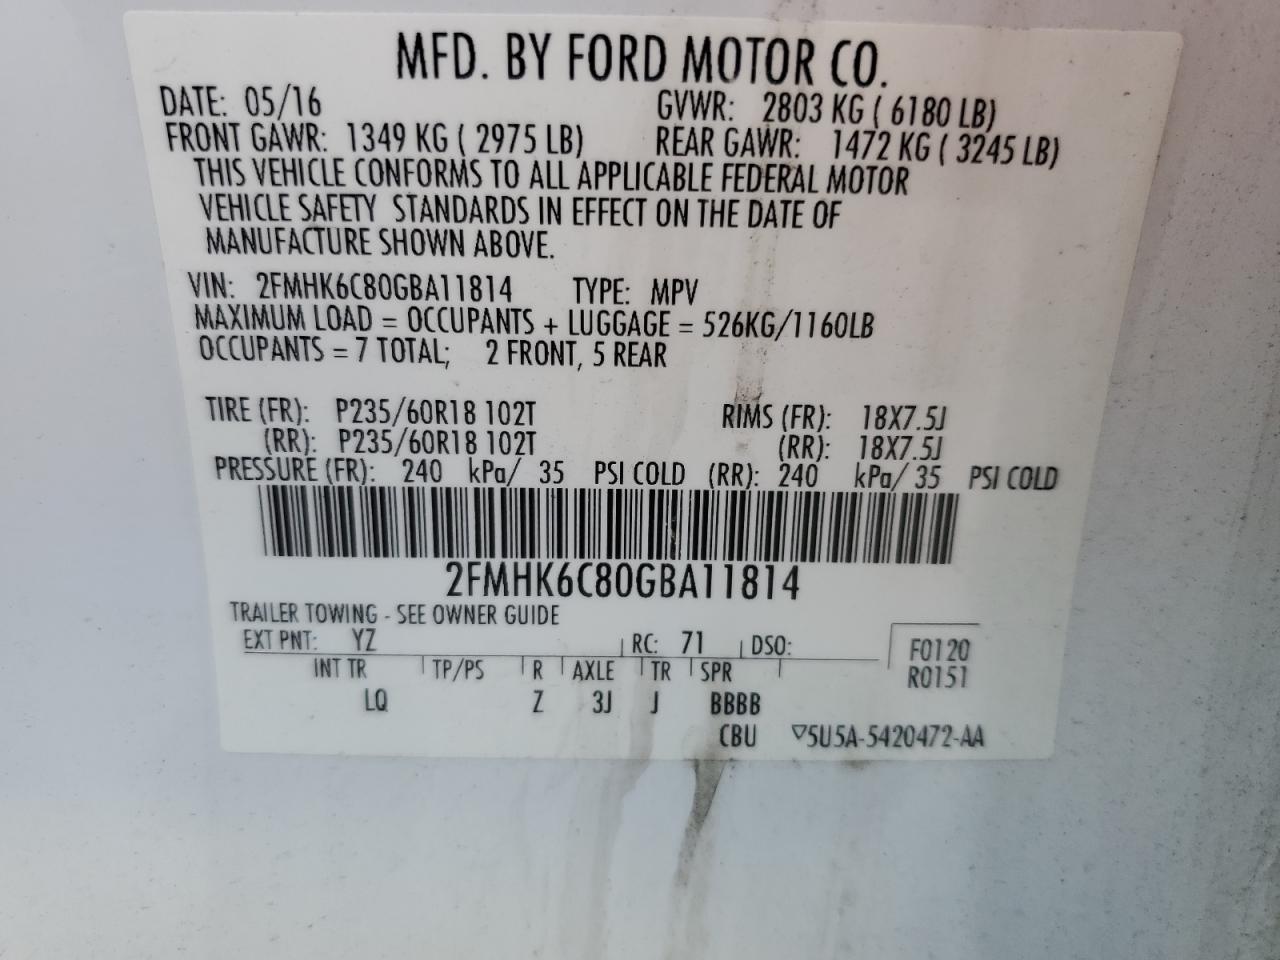 MFD. BY FORD MOTOR CO.
DATE: 05/16 GVWR: 2803 KG ( 6180 LB)
FRONT GAWR: 1349 KG ( 2975 LB) REAR GAWR: 1472 KG ( 3245 LB)
THIS VEHICLE CONFORMS TO ALL APPLICABLE FEDERAL MOTOR
VEHICLE SAFETY STANDARDS IN EFFECT ON THE DATE OF
MANUFACTURE SHOWN ABOVE.
VIN: 2FMHK6C80GBA11814 TYPE: MPV
MAXIMUM LOAD = OCCUPANTS + LUGGAGE = 526KG/1160LB
OCCUPANTS = 7 TOTAL; 2 FRONT, 5 REAR
TIRE (FR): P235/60R18 102T RIMS (FR): 18X7.5J
(RR): P235/60R18 102T (RR): 18X7.5J
PRESSURE (FR): 240 kPa/ 35 PSI COLD (RR): 240 kPa/ 35 PSI COLD
2FMHK6C80GBA11814
TRAILER TOWING - SEE OWNER GUIDE
EXT PNT: YZ RC: 71 DSO: F0120
INT TR TP/PS R AXLE TR SPR R0151
LQ Z 3J J BBBB
CBU ▽5U5A-5420472-AA